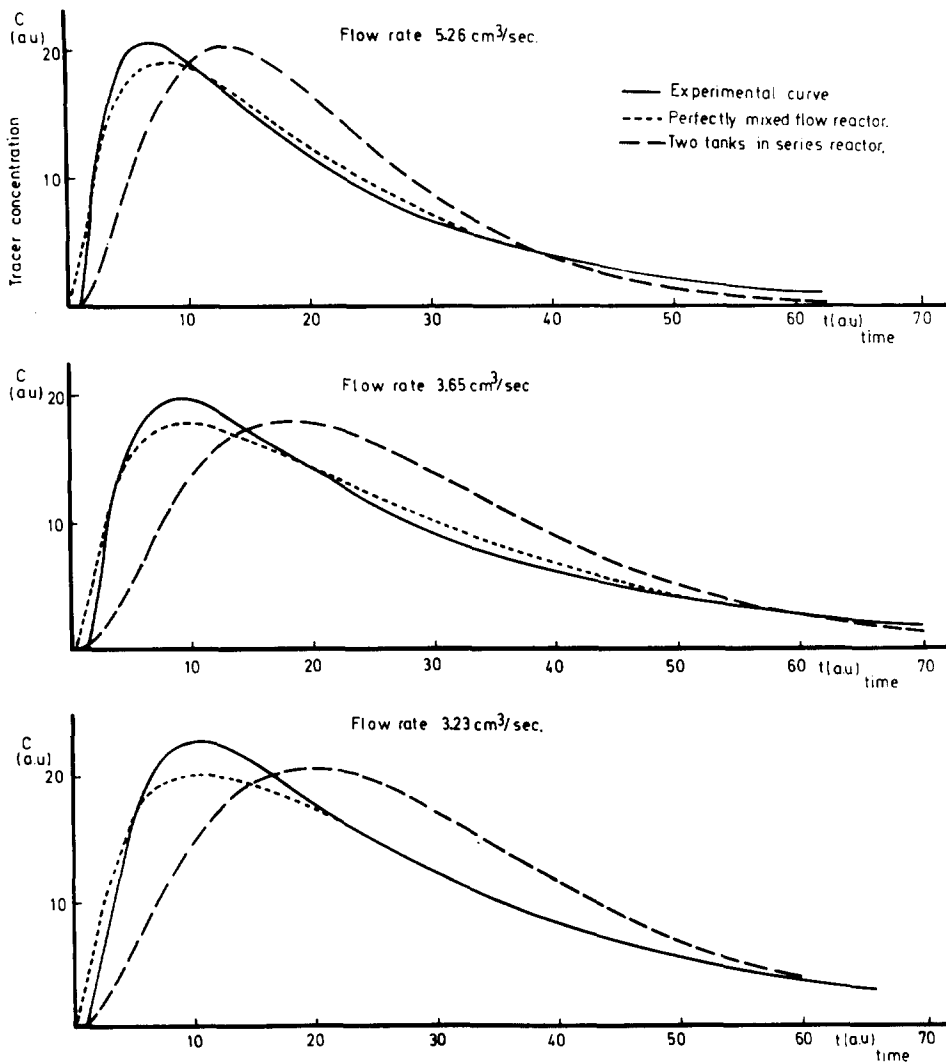 C
(au)
Flow rate 5.26 cm³/sec.
20
10
Tracer concentration
Experimental curve
Perfectly mixed flow reactor.
Two tanks in series reactor.
10 20 30 40 50 60 t(a.u) 70
time
C
(au)
Flow rate 3.65 cm³/sec
20
10
10 20 30 40 50 60 t(a.u) 70
time
C
(a.u)
Flow rate 3.23 cm³/sec.
20
10
10 20 30 40 50 60 t(a.u) 70
time